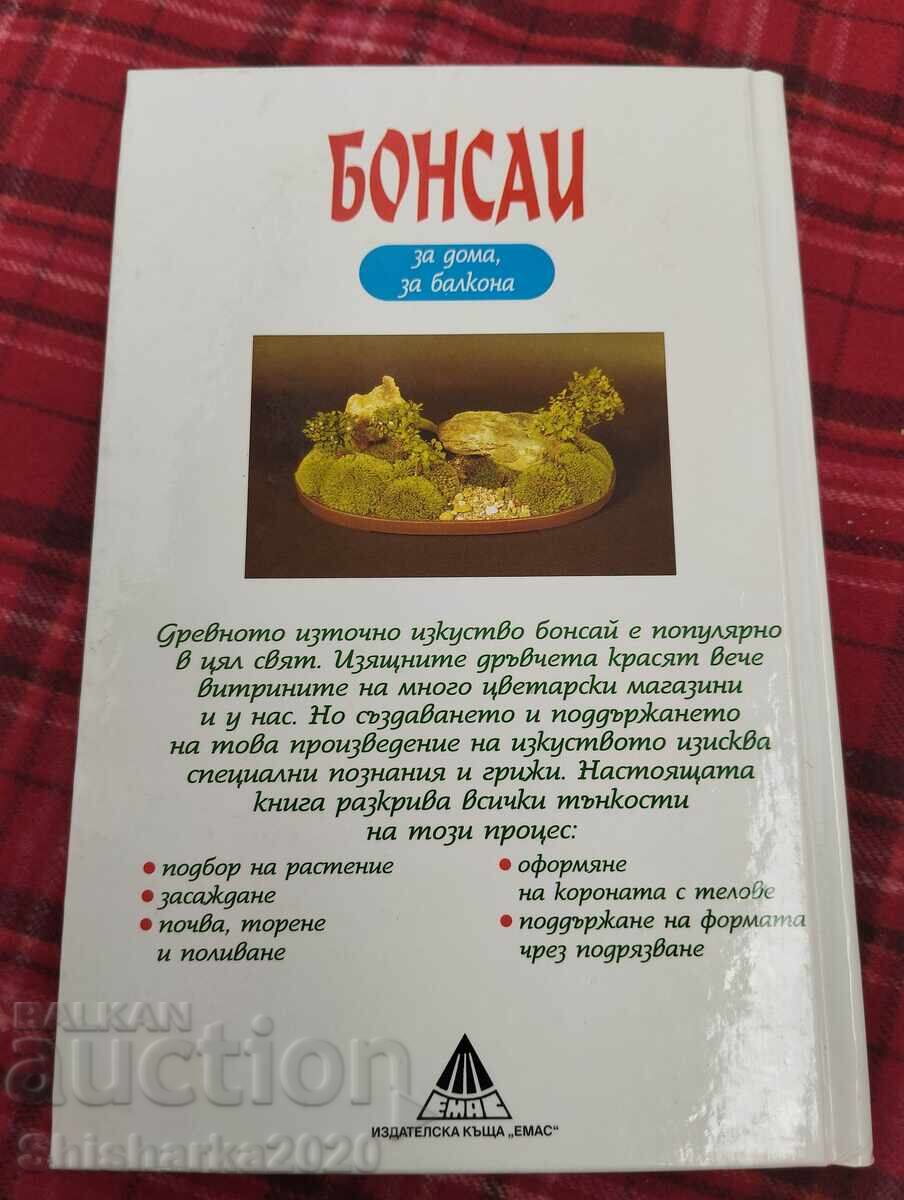 БОНСАИ
за дома,
за балкона
Древното източно изкуство бонсай е популярно
в цял свят. Изящните дръвчета красят вече
витрините на много цветарски магазини
и у нас. Но създаването и поддържането
на това произведение на изкуството изисква
специални познания и грижи. Настоящата
книга разкрива всички тънкости
на този процес:
• подбор на растение
• засаждане
• почва, торене
и поливане
• оформяне
на короната с телове
• поддържане на формата
чрез подрязване
ЕМАС
ИЗДАТЕЛСКА КЪЩА „ЕМАС“
BALKAN
auction
Shisharka2020